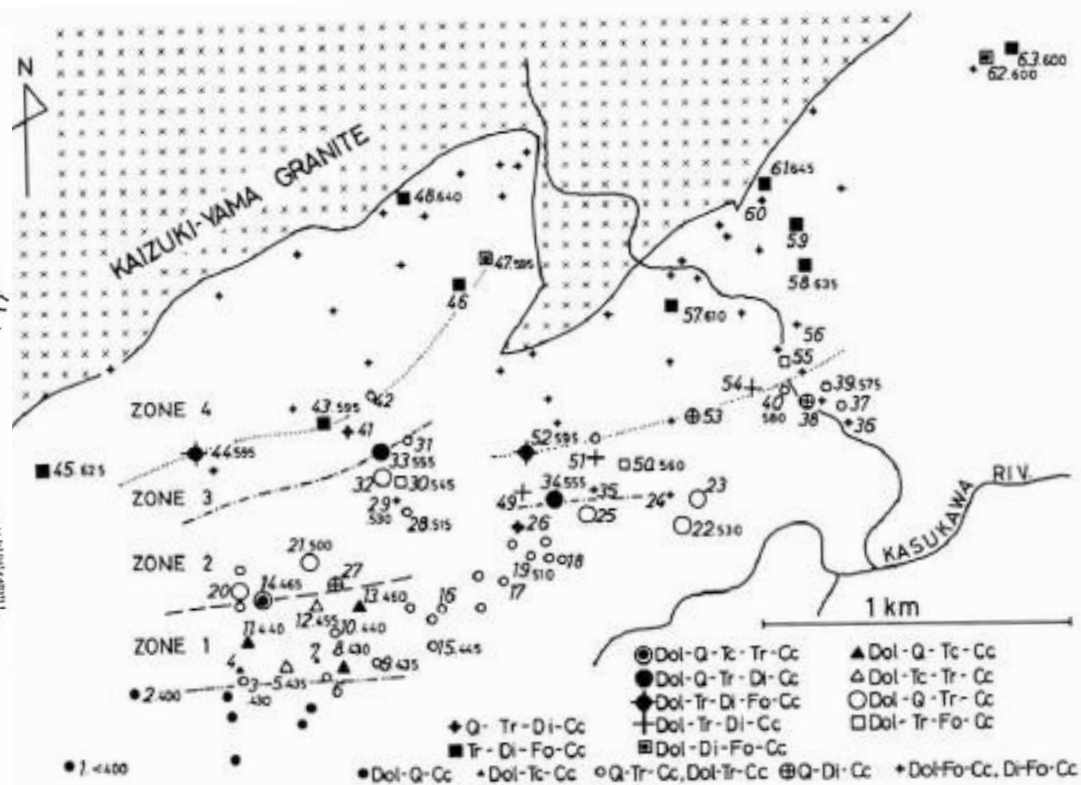 N
KAIZUKI-YAMA GRANITE
63.600
62.600
61 645
60
59
58.635
48.640
47.595
46
57.610
56
55
54
39.575
40
580
38
37
36
ZONE 4
43.595
42
41
53
52.595
51
50.560
45.625
44.595
31
33.555
32
30.545
ZONE 3
29
530
28.515
34.555
35
49
24
23
25
22.530
26
KASUKAWA RIV.
21.500
ZONE 2
27
20
14.465
19.510
18
17
16
12.455
13.460
11.440
10.440
ZONE 1
7
8.430
9.435
15.445
4
3
430
5.435
6
2.400
1.<400
1 km
Dol-Q-Tc-Tr-Cc
Dol-Q-Tc-Cc
Dol-Q-Tr-Di-Cc
Dol-Tc-Tr-Cc
Dol-Tr-Di-Fo-Cc
Dol-Q-Tr-Cc
Q-Tr-Di-Cc
Dol-Tr-Di-Cc
Dol-Tr-Fo-Cc
Tr-Di-Fo-Cc
Dol-Di-Fo-Cc
Dol-Q-Cc
Dol-Tc-Cc
Q-Tr-Cc, Dol-Tr-Cc
Q-Di-Cc
Dol-Fo-Cc, Di-Fo-Cc